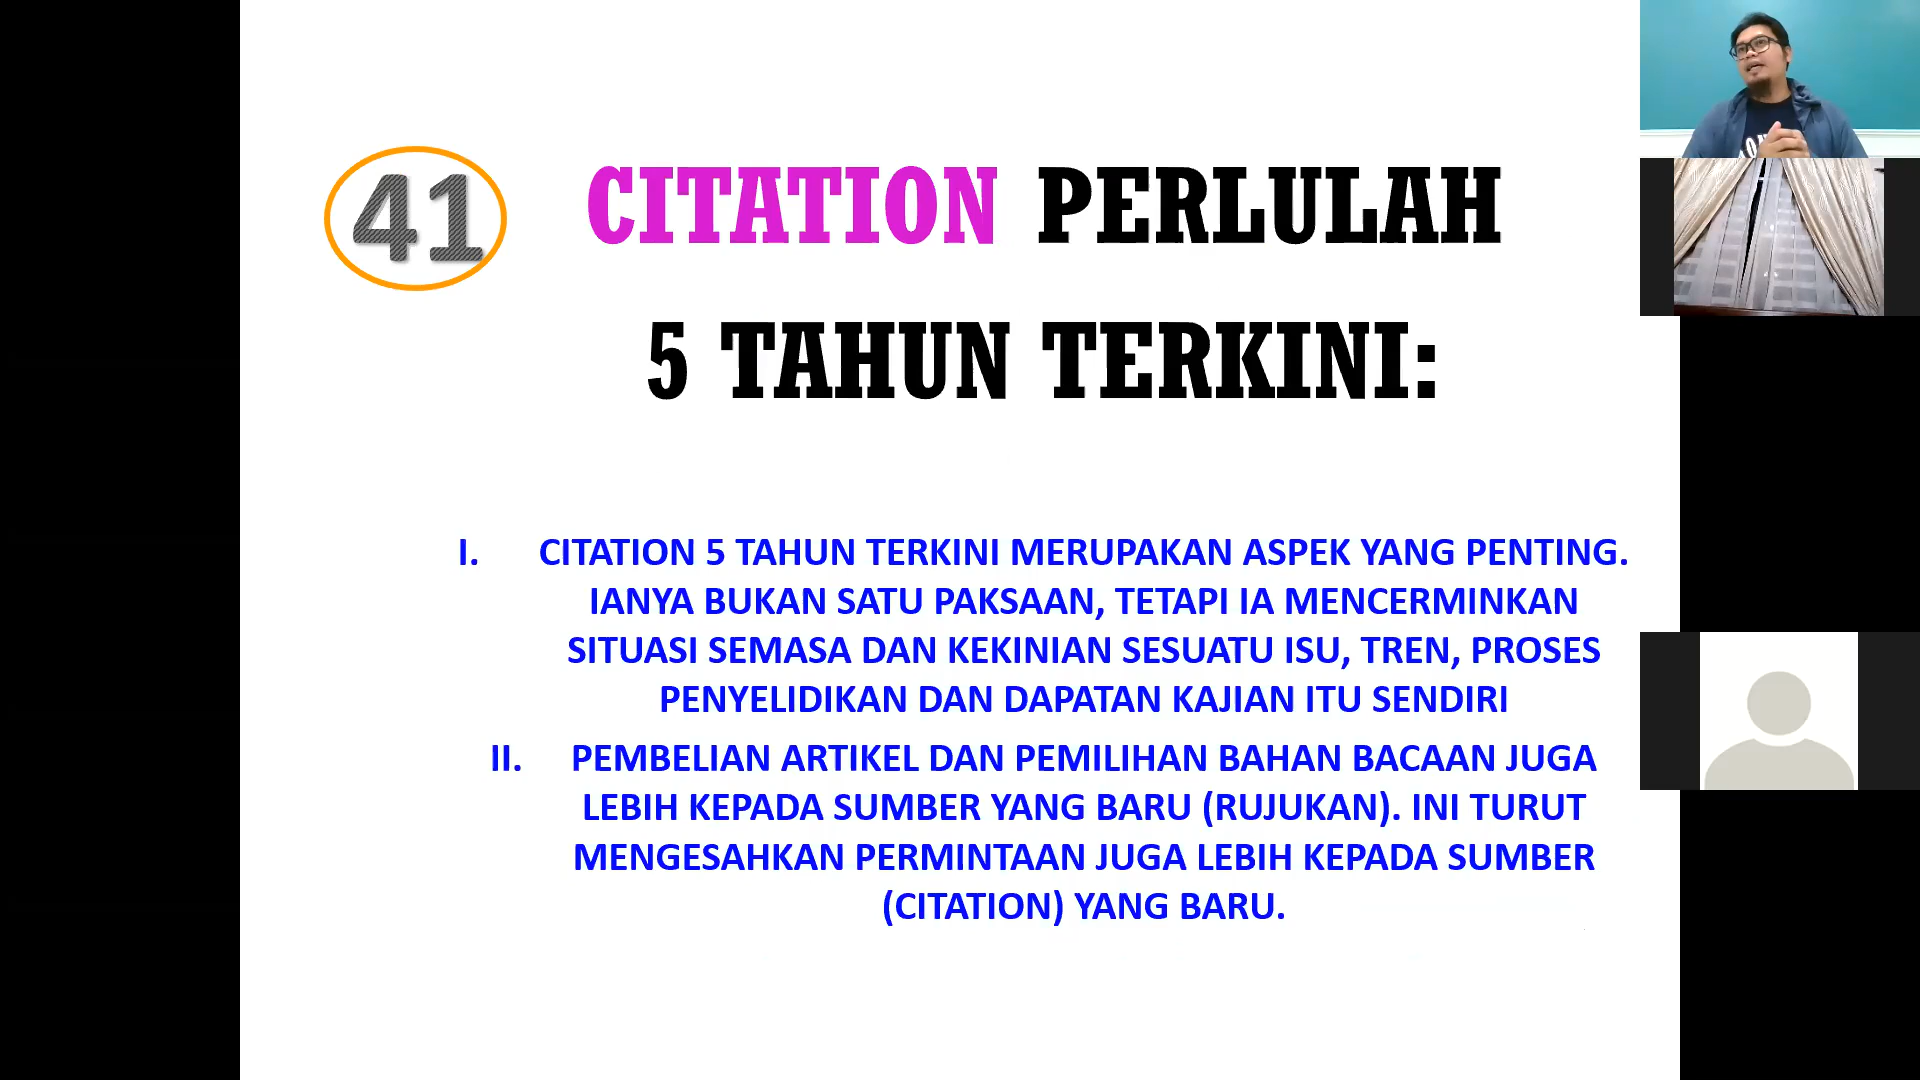 41
CITATION PERLULAH
5 TAHUN TERKINI:
I. CITATION 5 TAHUN TERKINI MERUPAKAN ASPEK YANG PENTING.
IANYA BUKAN SATU PAKSAAN, TETAPI IA MENCERMINKAN
SITUASI SEMASA DAN KEKINIAN SESUATU ISU, TREN, PROSES
PENYELIDIKAN DAN DAPATAN KAJIAN ITU SENDIRI
II. PEMBELIAN ARTIKEL DAN PEMILIHAN BAHAN BACAAN JUGA
LEBIH KEPADA SUMBER YANG BARU (RUJUKAN). INI TURUT
MENGESAHKAN PERMINTAAN JUGA LEBIH KEPADA SUMBER
(CITATION) YANG BARU.